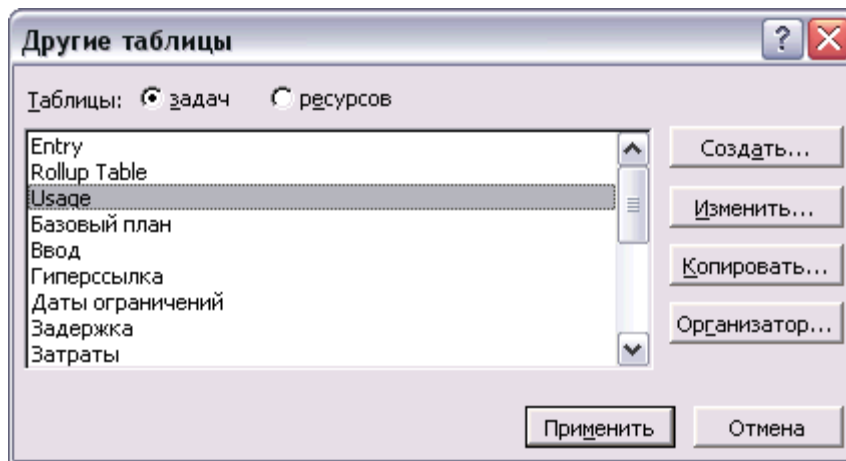 Другие таблицы
Таблицы: задач ресурсов
Entry
Rollup Table
Usage
Базовый план
Ввод
Гиперссылка
Даты ограничений
Задержка
Затраты
Создать...
Изменить...
Копировать...
Организатор...
Применить Отмена